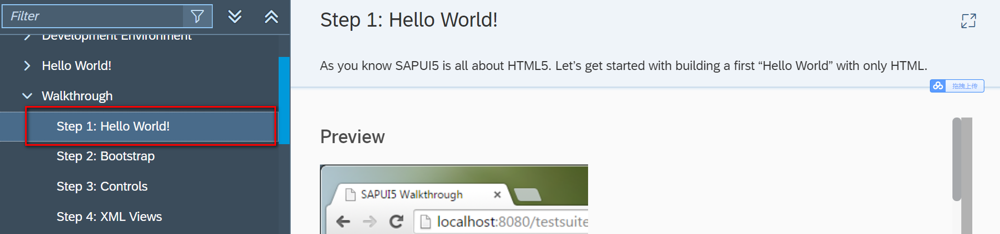 Filter
Development Environment
Hello World!
Walkthrough
Step 1: Hello World!
Step 2: Bootstrap
Step 3: Controls
Step 4: XML Views
Step 1: Hello World!
As you know SAPUI5 is all about HTML5. Let’s get started with building a first “Hello World” with only HTML.
拖拽上传
Preview
SAPUI5 Walkthrough
localhost:8080/testsuite